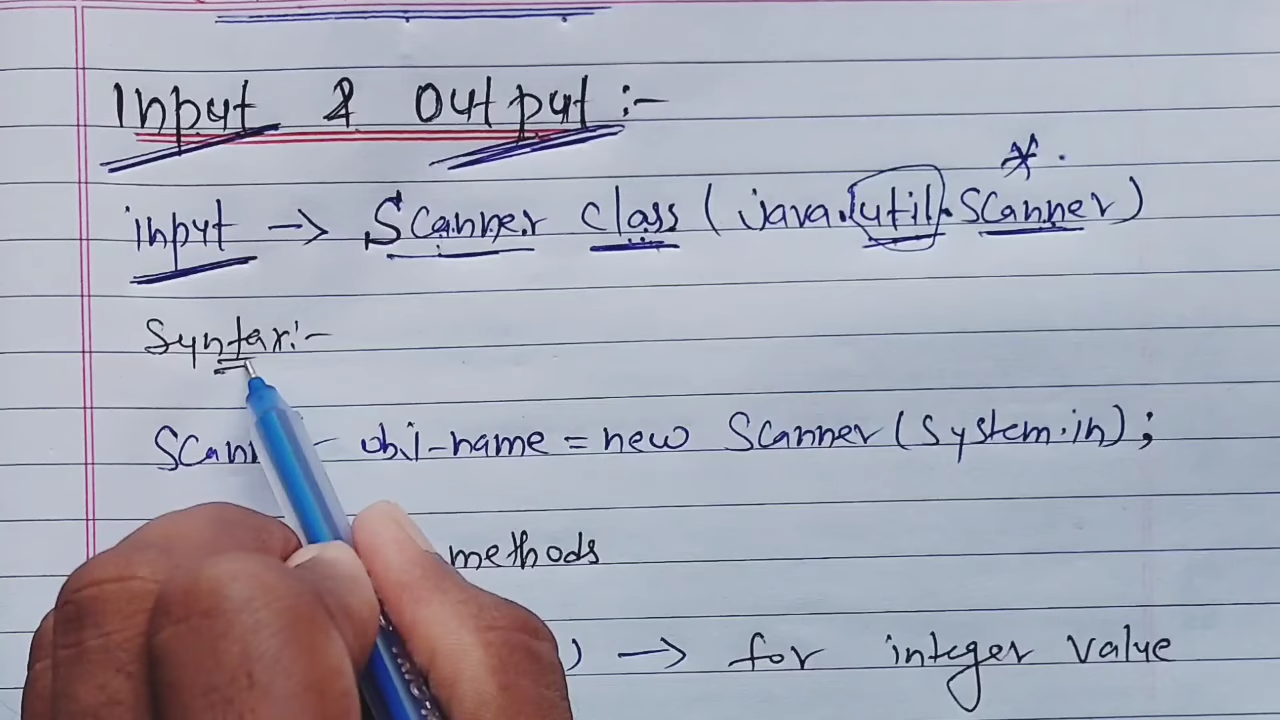 Input & Output :-
*.
input → Scanner class (java.util.Scanner)
Syntax:-
obj-name = new Scanner (System.in);
methods
) → for integer value